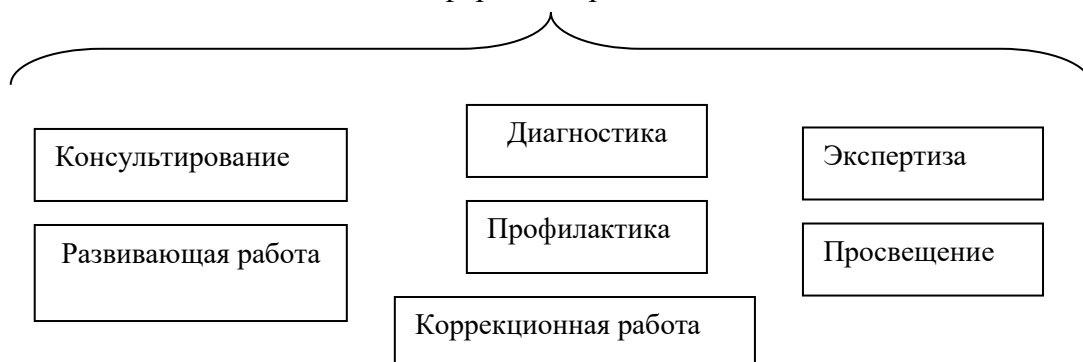 Консультирование
Диагностика
Экспертиза
Развивающая работа
Профилактика
Просвещение
Коррекционная работа